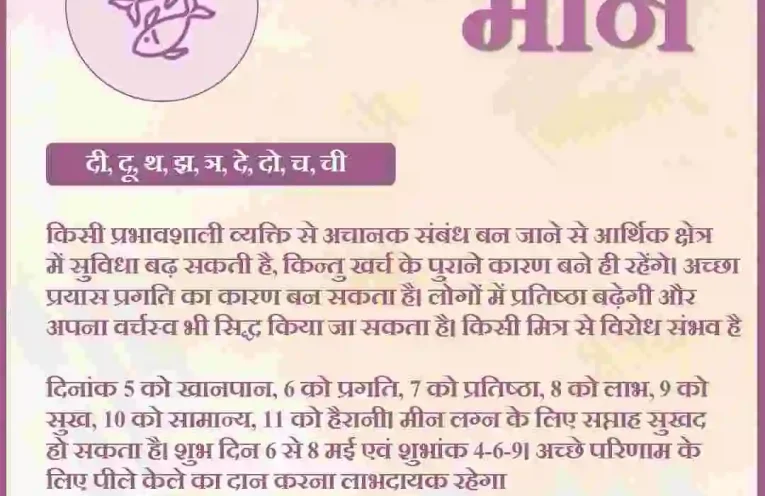 मीन
दी, दू, थ, झ, ञ, दे, दो, च, ची
किसी प्रभावशाली व्यक्ति से अचानक संबंध बन जाने से आर्थिक क्षेत्र
में सुविधा बढ़ सकती है, किन्तु खर्च के पुराने कारण बने ही रहेंगे। अच्छा
प्रयास प्रगति का कारण बन सकता है। लोगों में प्रतिष्ठा बढ़ेगी और
अपना वर्चस्व भी सिद्ध किया जा सकता है। किसी मित्र से विरोध संभव है
दिनांक 5 को खानपान, 6 को प्रगति, 7 को प्रतिष्ठा, 8 को लाभ, 9 को
सुख, 10 को सामान्य, 11 को हैरानी। मीन लग्न के लिए सप्ताह सुखद
हो सकता है। शुभ दिन 6 से 8 मई एवं शुभांक 4-6-9। अच्छे परिणाम के
लिए पीले केले का दान करना लाभदायक रहेगा